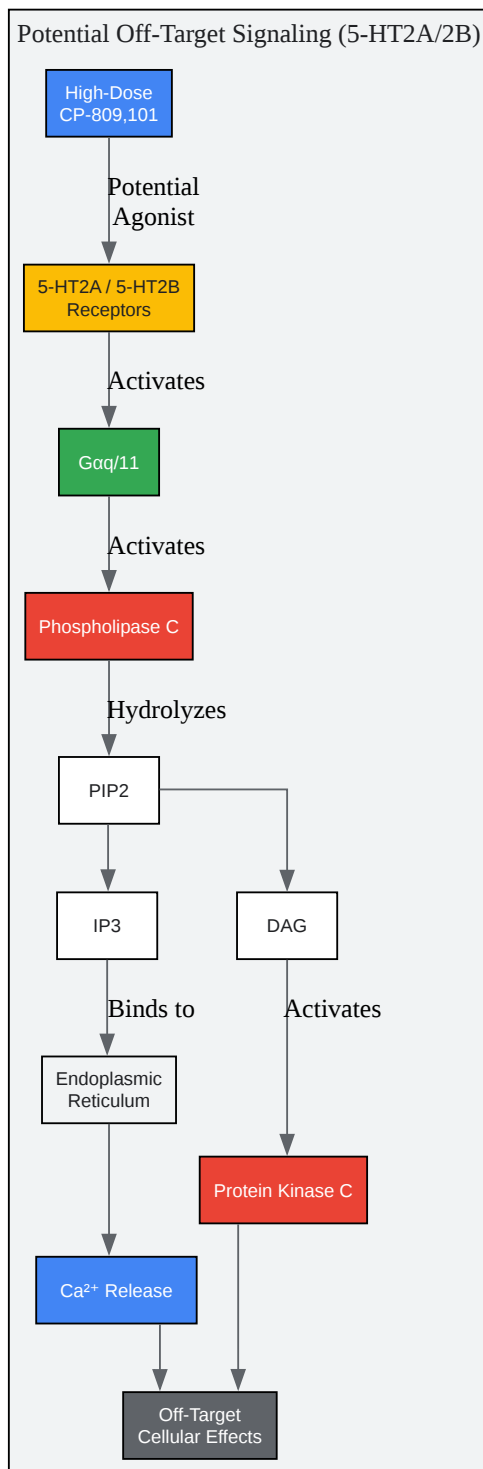 Potential Off-Target Signaling (5-HT2A/2B)
High-Dose
CP-809,101
Potential
Agonist
5-HT2A / 5-HT2B
Receptors
Activates
Gαq/11
Activates
Phospholipase C
Hydrolyzes
PIP2
IP3
DAG
Binds to
Activates
Endoplasmic
Reticulum
Protein Kinase C
Ca²⁺ Release
Off-Target
Cellular Effects